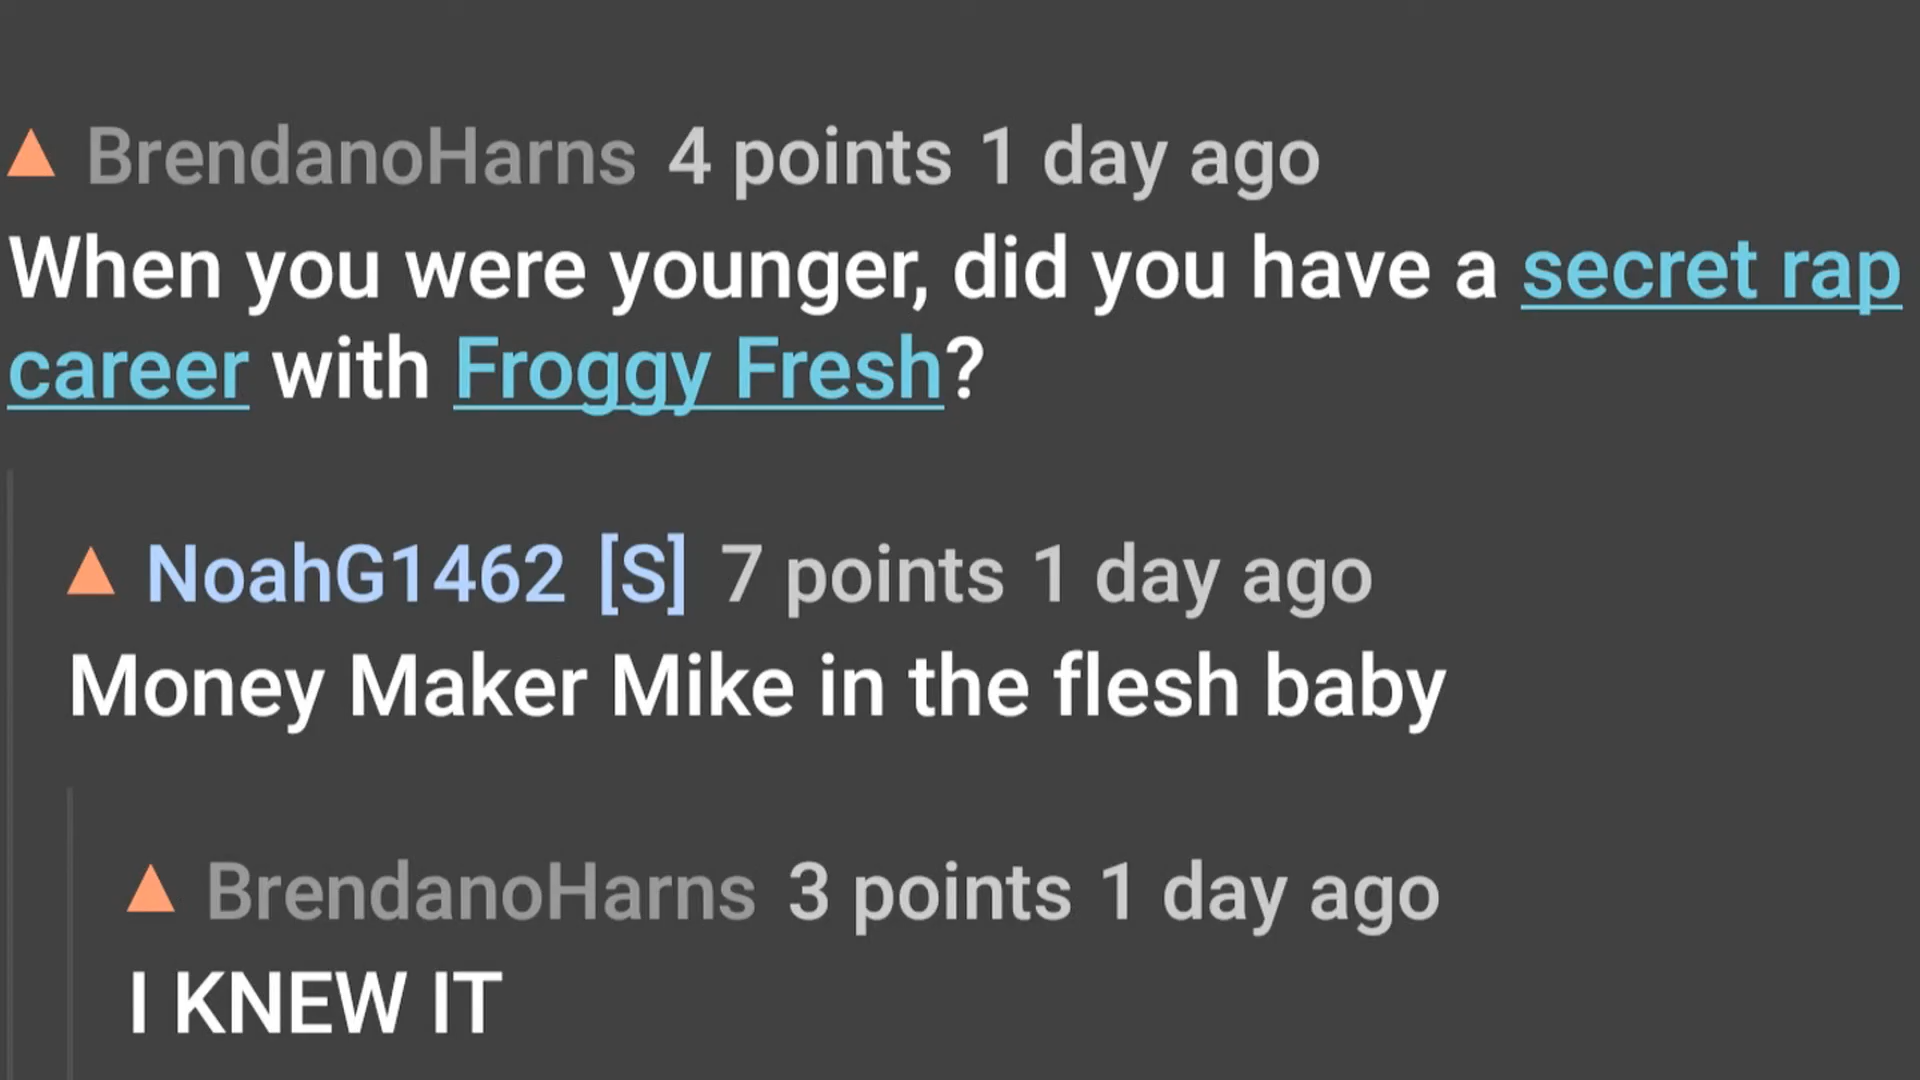 BrendanoHarns 4 points 1 day ago
When you were younger, did you have a secret rap
career with Froggy Fresh?
NoahG1462 [S] 7 points 1 day ago
Money Maker Mike in the flesh baby
BrendanoHarns 3 points 1 day ago
I KNEW IT